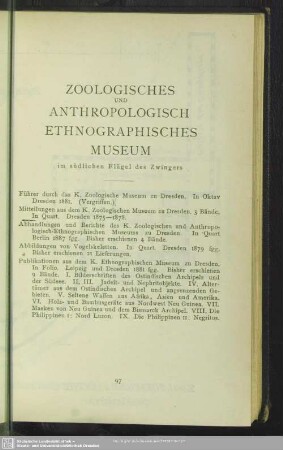 ZOOLOGISCHES
UND
ANTHROPOLOGISCH
ETHNOGRAPHISCHES
MUSEUM
im südlichen Flügel des Zwingers
Führer durch das K. Zoologische Museum zu Dresden. In Oktav
Dresden 1881. (Vergriffen.)
Mitteilungen aus dem K. Zoologischen Museum zu Dresden. 3 Bände.
In Quart. Dresden 1875—1878.
Abhandlungen und Berichte des K. Zoologischen und Anthropo-
logisch-Ethnographischen Museums zu Dresden. In Quart.
Berlin 1887 fgg. Bisher erschienen 4 Bände.
Abbildungen von Vogelskeletten. In Quart. Dresden 1879 fgg.
Bisher erschienen 21 Lieferungen.
Publikationen aus dem K. Ethnographischen Museum zu Dresden.
In Folio. Leipzig und Dresden 1881 fgg. Bisher erschienen
9 Bände. I. Bilderschriften des Ostindischen Archipels und
der Südsee. II. III. Jadeit- und Nephritobjekte. IV. Alter-
tümer aus dem Ostindischen Archipel und angrenzenden Ge-
bieten. V. Seltene Waffen aus Afrika, Asien und Amerika.
VI. Holz- und Bambusgeräte aus Nordwest Neu Guinea. VII.
Masken von Neu Guinea und dem Bismarck Archipel. VIII. Die
Philippinen I: Nord Luzon. IX. Die Philippinen II: Negritos.
97